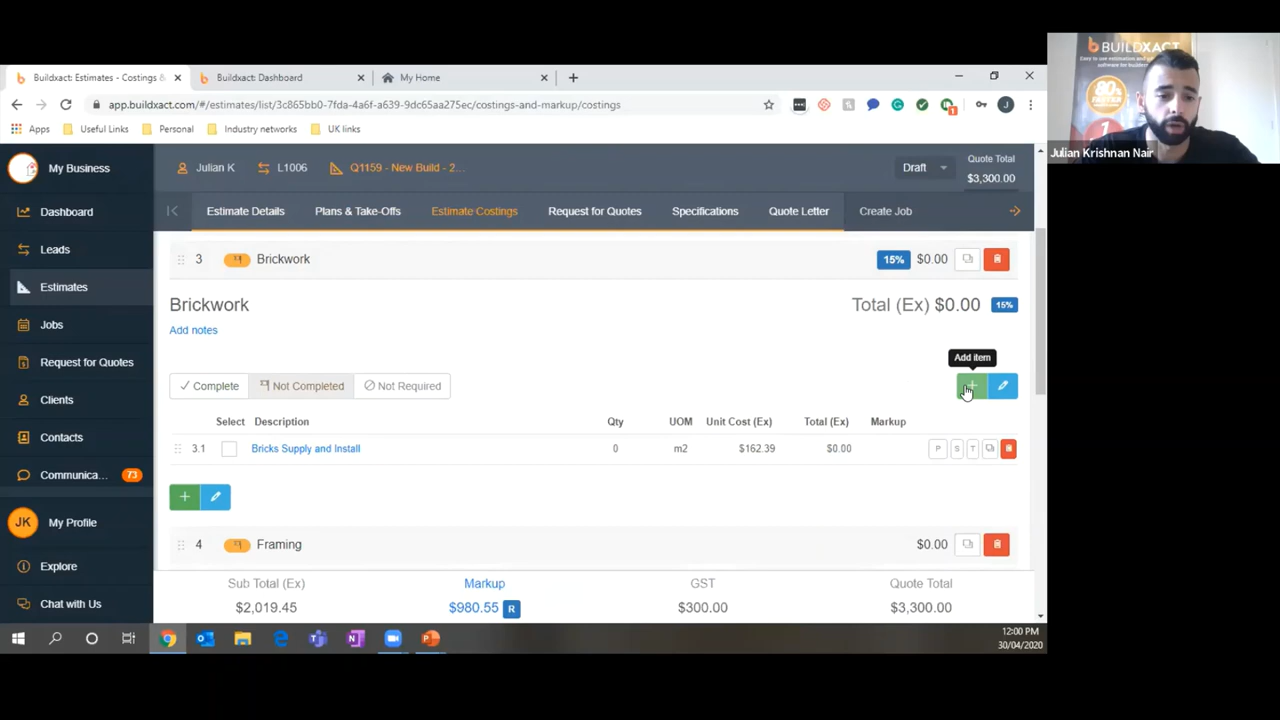 Buildxact: Estimates - Costings &
Buildxact: Dashboard
My Home
app.buildxact.com/#/estimates/list/3c865bb0-7fda-4a6f-a639-9dc65aa275ec/costings-and-markup/costings
J
Apps
Useful Links
Personal
Industry networks
UK links
BUILDXACT
80%
FASTER
1
Julian Krishnan Nair
My Business
Dashboard
Leads
Estimates
Jobs
Request for Quotes
Clients
Contacts
Communica... 73
JK My Profile
Explore
Chat with Us
Julian K
L1006
Q1159 - New Build - 2...
Draft
Quote Total
$3,300.00
Estimate Details
Plans & Take-Offs
Estimate Costings
Request for Quotes
Specifications
Quote Letter
Create Job
3 Brickwork 15% $0.00
Brickwork Total (Ex) $0.00 15%
Add notes
Add item
Complete Not Completed Not Required
Select Description Qty UOM Unit Cost (Ex) Total (Ex) Markup
3.1 Bricks Supply and Install 0 m2 $162.39 $0.00 P S T
4 Framing $0.00
Sub Total (Ex) Markup GST Quote Total
$2,019.45 $980.55 R $300.00 $3,300.00
12:00 PM
30/04/2020